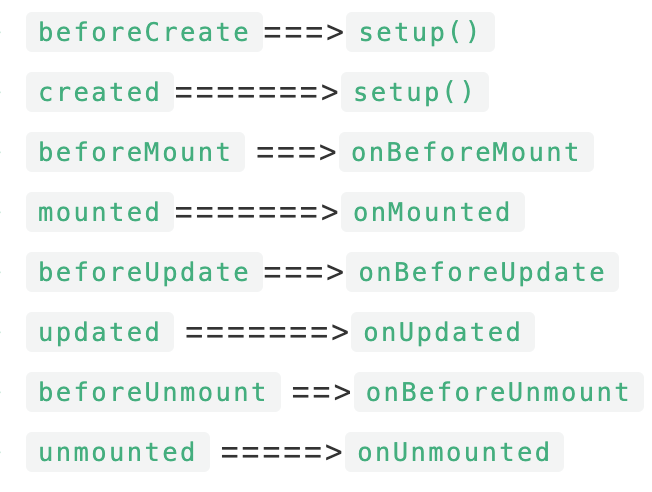 beforeCreate===>setup()
created=======>setup()
beforeMount ===>onBeforeMount
mounted=======>onMounted
beforeUpdate===>onBeforeUpdate
updated =======>onUpdated
beforeUnmount ==>onBeforeUnmount
unmounted =====>onUnmounted